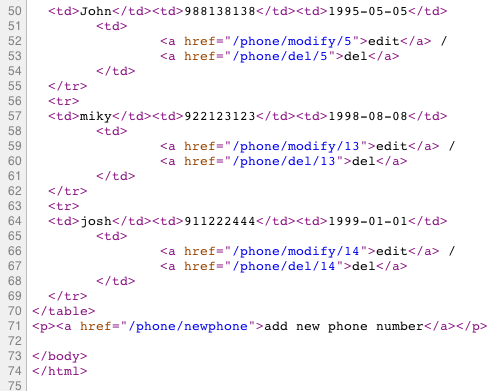 50 <td>John</td><td>988138138</td><td>1995-05-05</td>
51 <td>
52 <a href="/phone/modify/5">edit</a> /
53 <a href="/phone/del/5">del</a>
54 </td>
55 </tr>
56 <tr>
57 <td>miky</td><td>922123123</td><td>1998-08-08</td>
58 <td>
59 <a href="/phone/modify/13">edit</a> /
60 <a href="/phone/del/13">del</a>
61 </td>
62 </tr>
63 <tr>
64 <td>josh</td><td>911222444</td><td>1999-01-01</td>
65 <td>
66 <a href="/phone/modify/14">edit</a> /
67 <a href="/phone/del/14">del</a>
68 </td>
69 </tr>
70 </table>
71 <p><a href="/phone/newphone">add new phone number</a></p>
72
73 </body>
74 </html>
75